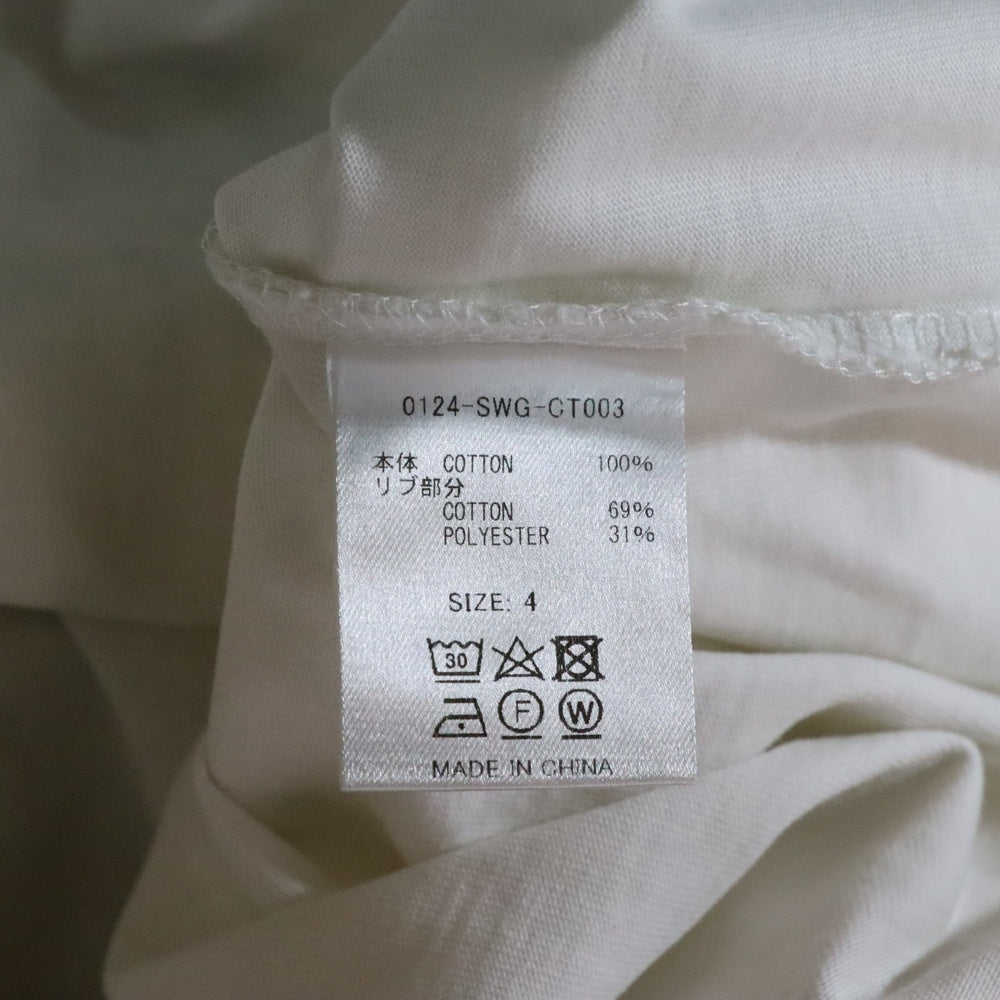 0124-SWG-CT003
本体 COTTON 100%
リブ部分
COTTON 69%
POLYESTER 31%
SIZE: 4
30
F W
MADE IN CHINA